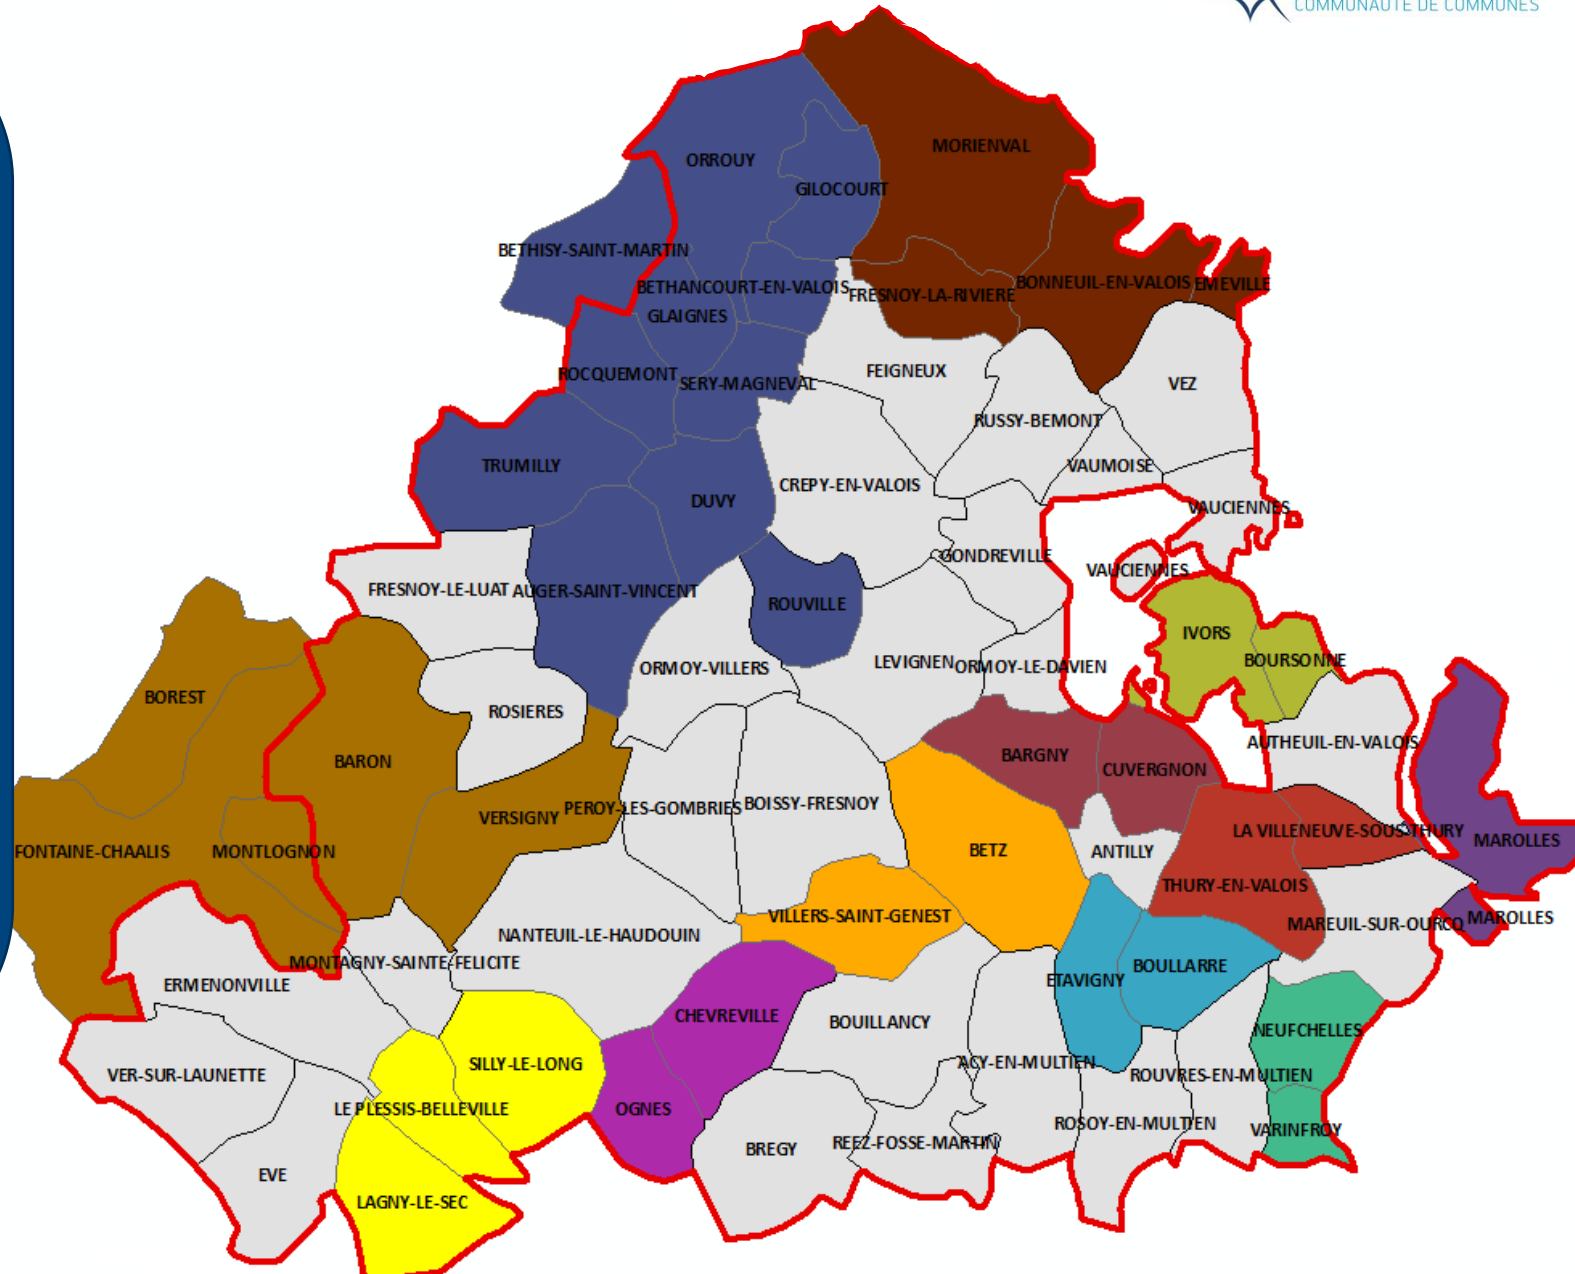 COMMUNAUTÉ DE COMMUNES
MORIENVAL
ORROUY
GILOCOURT
BETHISY-SAINT-MARTIN
BETHANCOURT-EN-VALOIS
FRESNOY-LA-RIVIERE
BONNEUIL-EN-VALOIS
EMEVILLE
GLAIGNES
ROCQUEMONT
SERY-MAGNEVAL
FEIGNEUX
VEZ
RUSSY-BEMONT
TRUMILLY
VAUMOISE
DUVY
CREPY-EN-VALOIS
VAUCIENNES
GONDREVILLE
VAUCIENNES
FRESNOY-LE-LUAT
AUGER-SAINT-VINCENT
ROUVILLE
IVORS
BOURSONNE
ORMOY-VILLERS
LEVIGNEN
ORMOY-LE-DAVIEN
BOREST
ROSIERES
AUTHEUIL-EN-VALOIS
BARON
BARGNY
CUVERGNON
VERSIGNY
PEROY-LES-GOMBRIES
BOISSY-FRESNOY
LA VILLENEUVE-SOUS-THURY
MAROLLES
FONTAINE-CHAALIS
MONTLOGNON
BETZ
ANTILLY
THURY-EN-VALOIS
VILLERS-SAINT-GENEST
MAREUIL-SUR-OURCQ
MAROLLES
NANTEUIL-LE-HAUDOUIN
MONTAGNY-SAINTE-FELICITE
ERMENONVILLE
ETAVIGNY
BOULLARRE
CHEVREVILLE
BOUILLANCY
NEUFCHELLES
SILLY-LE-LONG
ACY-EN-MULTIEN
VER-SUR-LAUNETTE
ROUVRES-EN-MULTIEN
LE PLESSIS-BELLEVILLE
OGNES
ROSOY-EN-MULTIEN
VARINFROY
BREGY
REEZ-FOSSE-MARTIN
EVE
LAGNY-LE-SEC